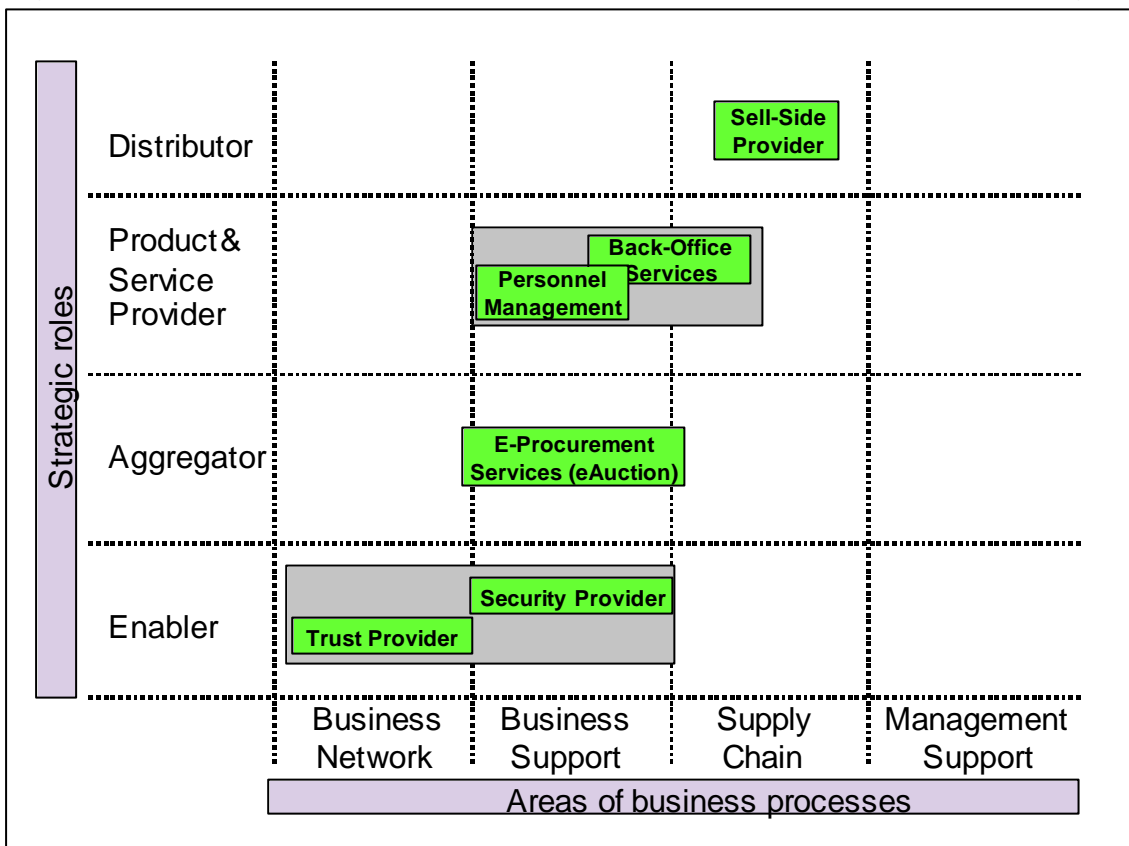 Strategic roles
Distributor
Sell-Side
Provider
Product&
Service
Provider
Back-Office
Services
Personnel
Management
Aggregator
E-Procurement
Services (eAuction)
Enabler
Security Provider
Trust Provider
Business
Network
Business
Support
Supply
Chain
Management
Support
Areas of business processes